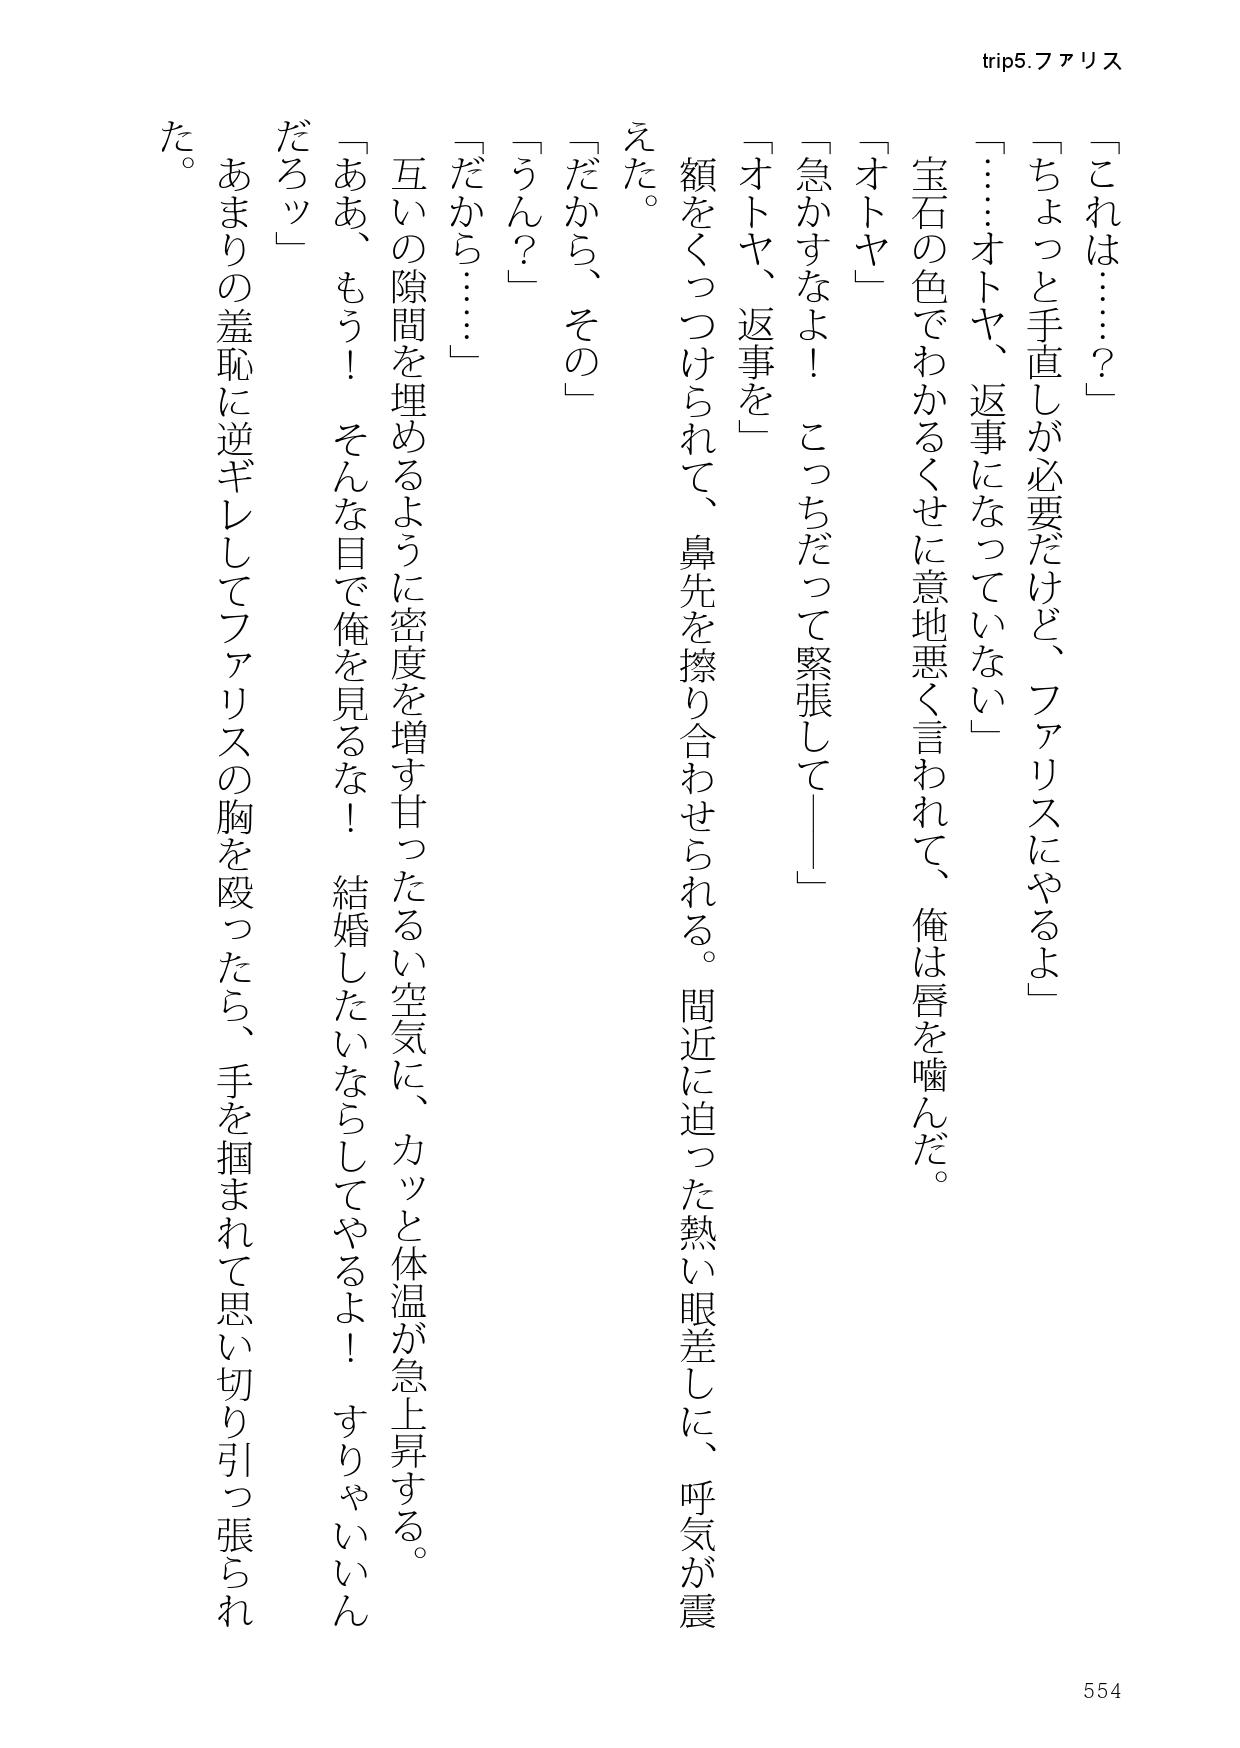 trip5.ファリス
「これは……？」
「ちょっと手直しが必要だけど、ファリスにやるよ」
「……オトヤ、返事になっていない」
　宝石の色でわかるくせに意地悪く言われて、俺は唇を噛んだ。
「オトヤ」
「急かすなよ！　こっちだって緊張して――」
「オトヤ、返事を」
　額をくっつけられて、鼻先を擦り合わせられる。間近に迫った熱い眼差しに、呼気が震
えた。
「だから、その」
「うん？」
「だから……」
　互いの隙間を埋めるように密度を増す甘ったるい空気に、カッと体温が急上昇する。
「ああ、もう！　そんな目で俺を見るな！　結婚したいならしてやるよ！　すりゃいいん
だろッ」
　あまりの羞恥に逆ギレしてファリスの胸を殴ったら、手を掴まれて思い切り引っ張られ
た。
554